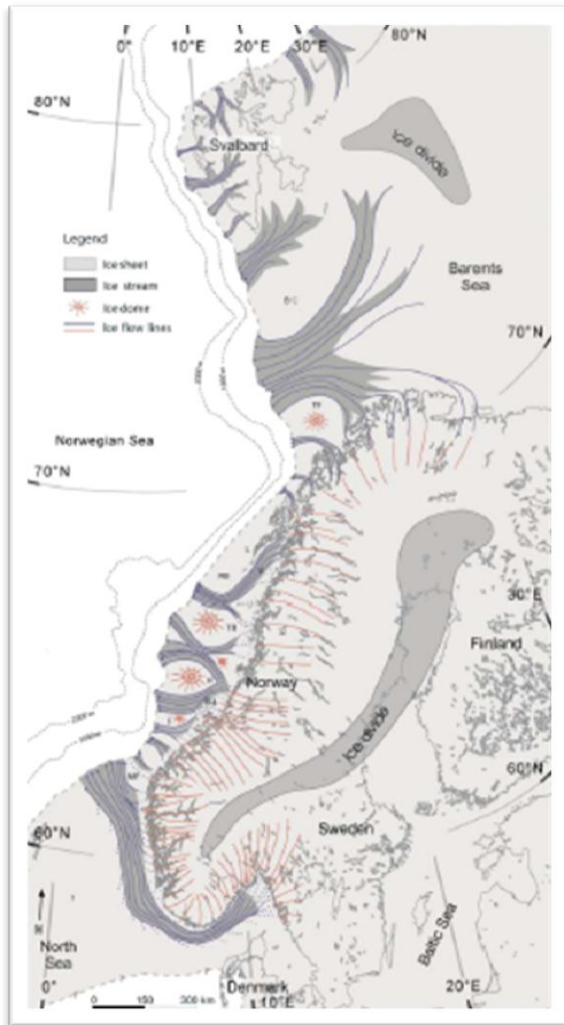 0° 10°E 20°E 30°E
80°N
80°N
Svalbard
Ice divide
Legend
Ice sheet
Ice stream
Ice dome
Ice flow lines
Barents
Sea
70°N
Norwegian Sea
70°N
30°E
Finland
Norway
Ice divide
60°N
60°N
Sweden
Baltic Sea
North
Sea
Denmark
0° 0 150 300 km 10°E 20°E